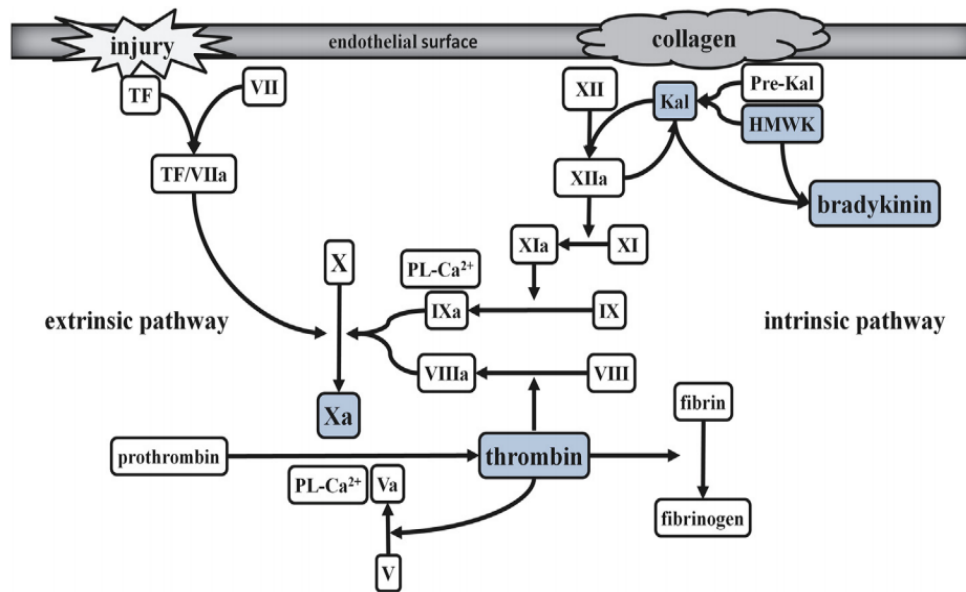 injury
endothelial surface
collagen
TF
VII
XII
Kal
Pre-Kal
HMWK
TF/VIIa
XIIa
bradykinin
X
XIa
XI
PL-Ca²⁺
IXa
IX
extrinsic pathway
intrinsic pathway
VIIIa
VIII
Xa
fibrin
prothrombin
thrombin
PL-Ca²⁺
Va
fibrinogen
V